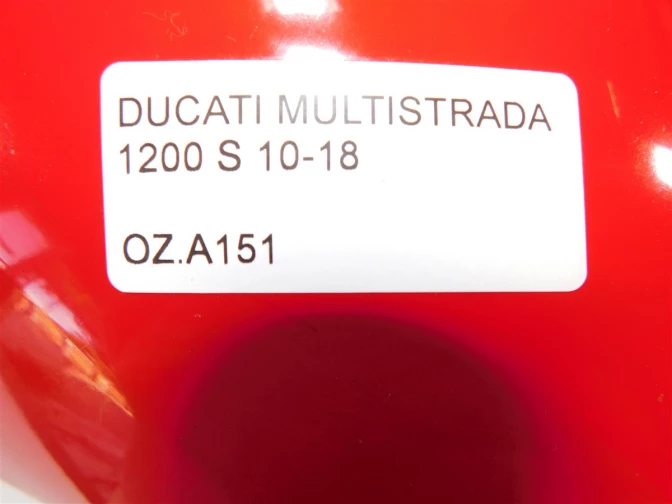 DUCATI MULTISTRADA
1200 S 10-18
OZ.A151